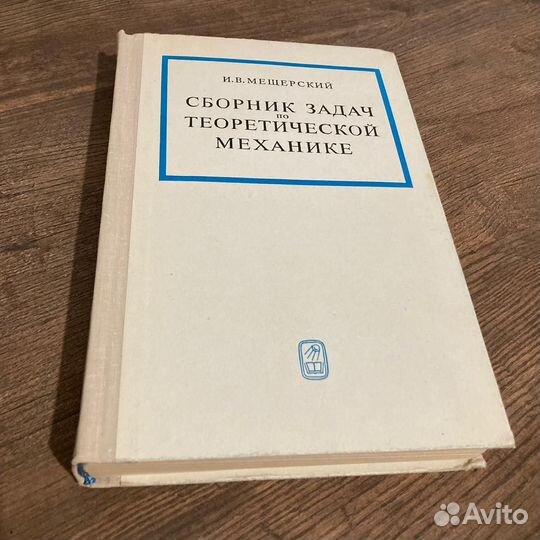 И.В.МЕЩЕРСКИЙ
СБОРНИК ЗАДАЧ
ПО
ТЕОРЕТИЧЕСКОЙ
МЕХАНИКЕ
Avito